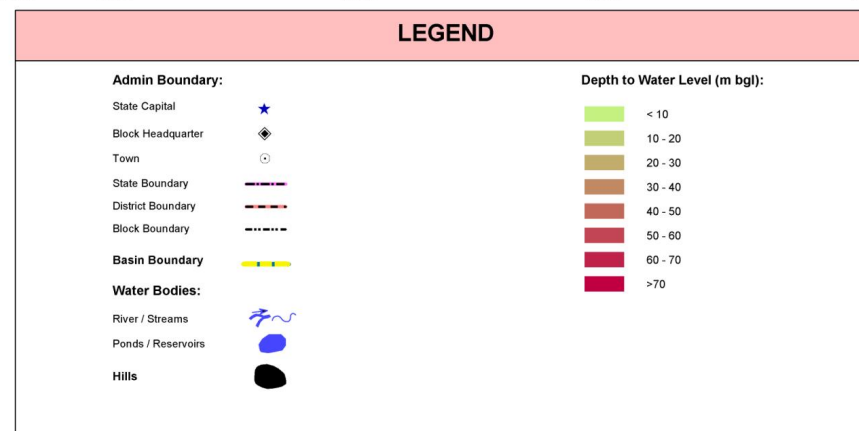 LEGEND
Admin Boundary:
State Capital
Block Headquarter
Town
State Boundary
District Boundary
Block Boundary
Basin Boundary
Water Bodies:
River / Streams
Ponds / Reservoirs
Hills
Depth to Water Level (m bgl):
< 10
10 - 20
20 - 30
30 - 40
40 - 50
50 - 60
60 - 70
>70